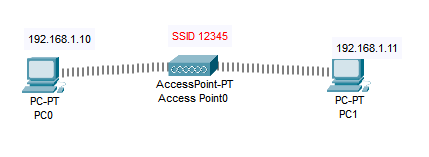 SSID 12345
192.168.1.10
192.168.1.11
AccessPoint-PT
Access Point0
PC-PT
PC0
PC-PT
PC1